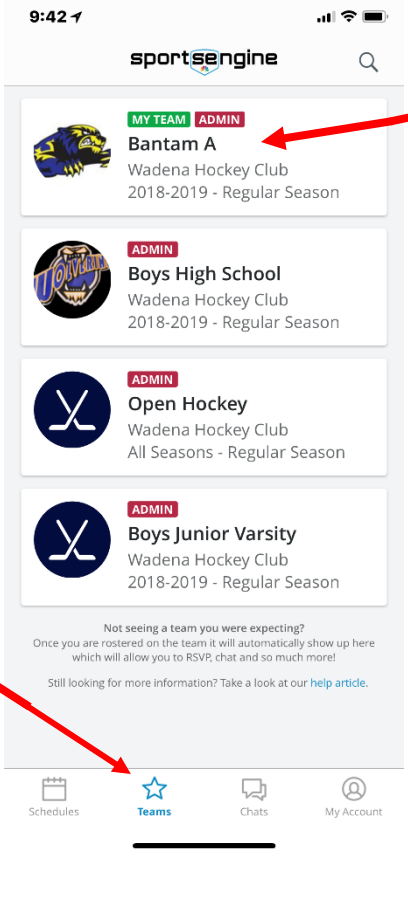 9:42
sportsengine
MY TEAM ADMIN
Bantam A
Wadena Hockey Club
2018-2019 - Regular Season
ADMIN
Boys High School
Wadena Hockey Club
2018-2019 - Regular Season
ADMIN
Open Hockey
Wadena Hockey Club
All Seasons - Regular Season
ADMIN
Boys Junior Varsity
Wadena Hockey Club
2018-2019 - Regular Season
Not seeing a team you were expecting?
Once you are rostered on the team it will automatically show up here
which will allow you to RSVP, chat and so much more!
Still looking for more information? Take a look at our help article.
Schedules Teams Chats My Account